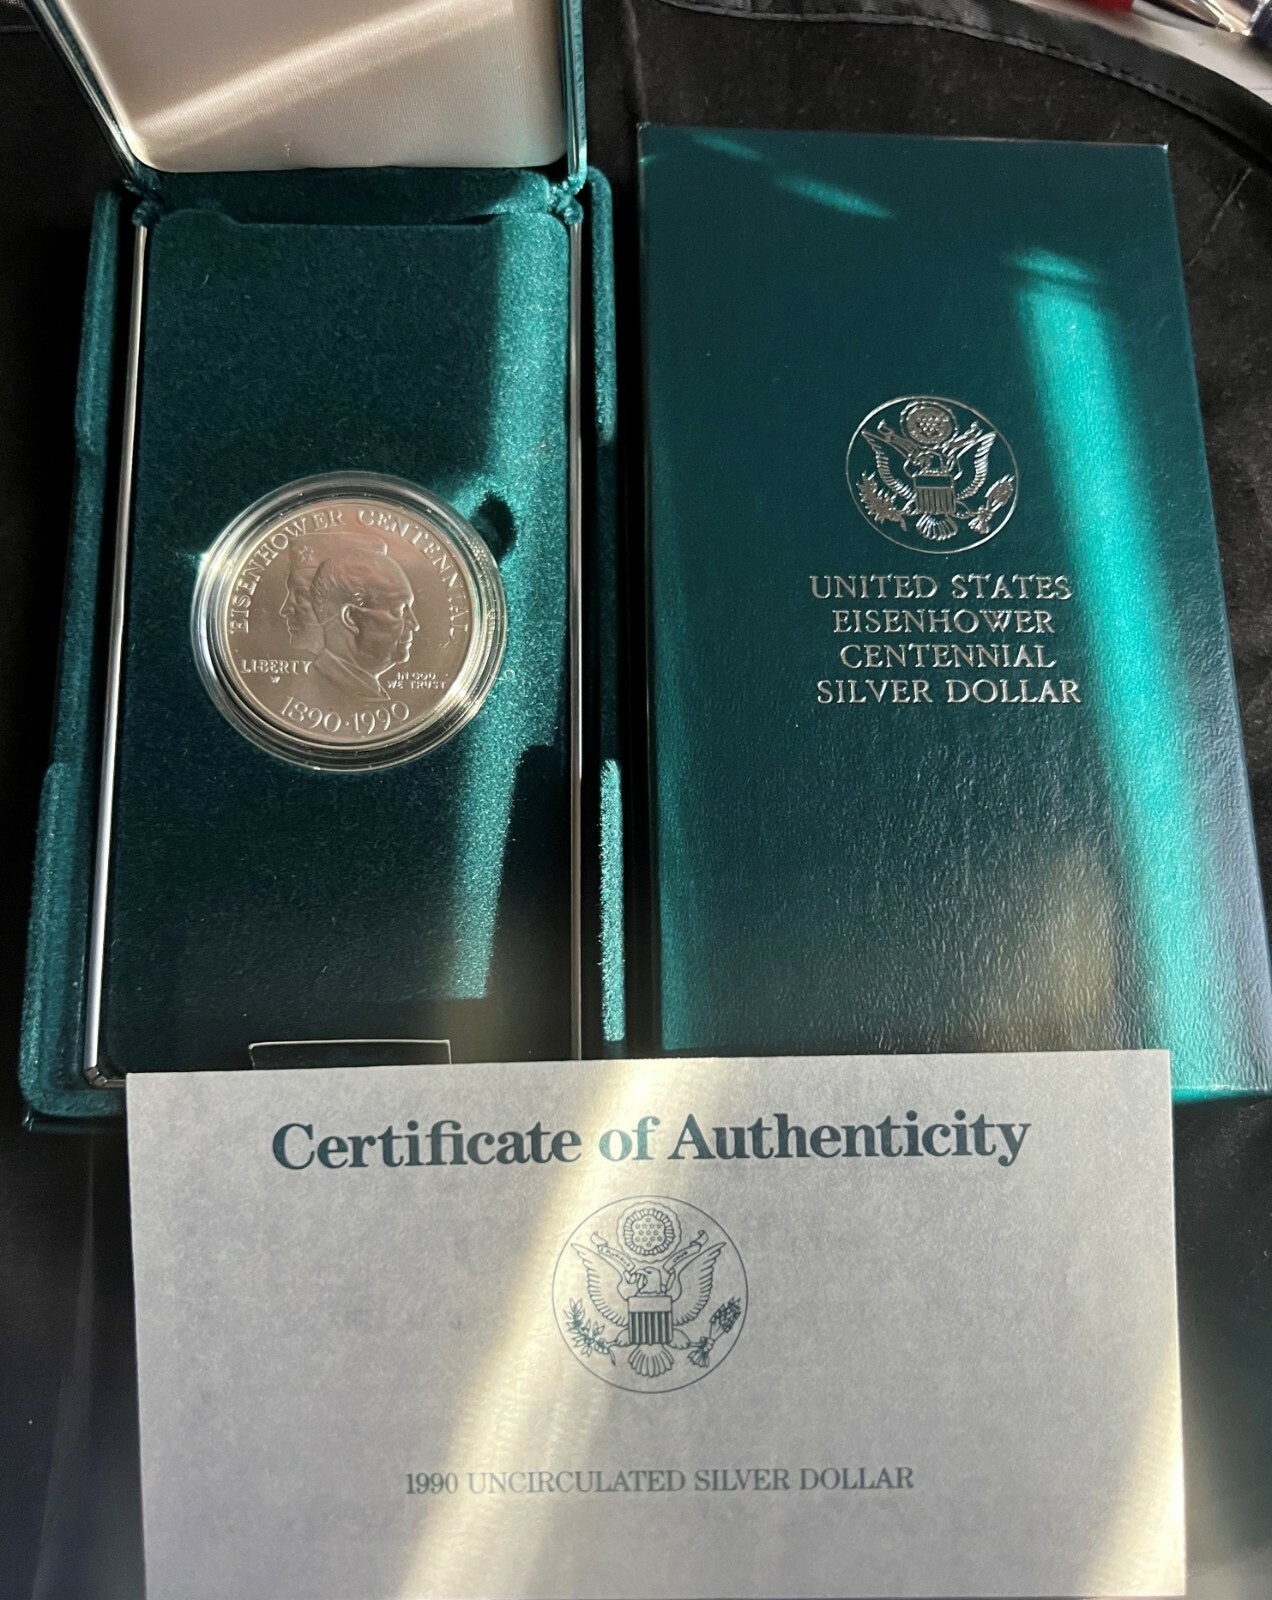 EISENHOWER CENTENNIAL
LIBERTY
W
IN GOD
WE TRUST
1890·1990
UNITED STATES
EISENHOWER
CENTENNIAL
SILVER DOLLAR
Certificate of Authenticity
1990 UNCIRCULATED SILVER DOLLAR